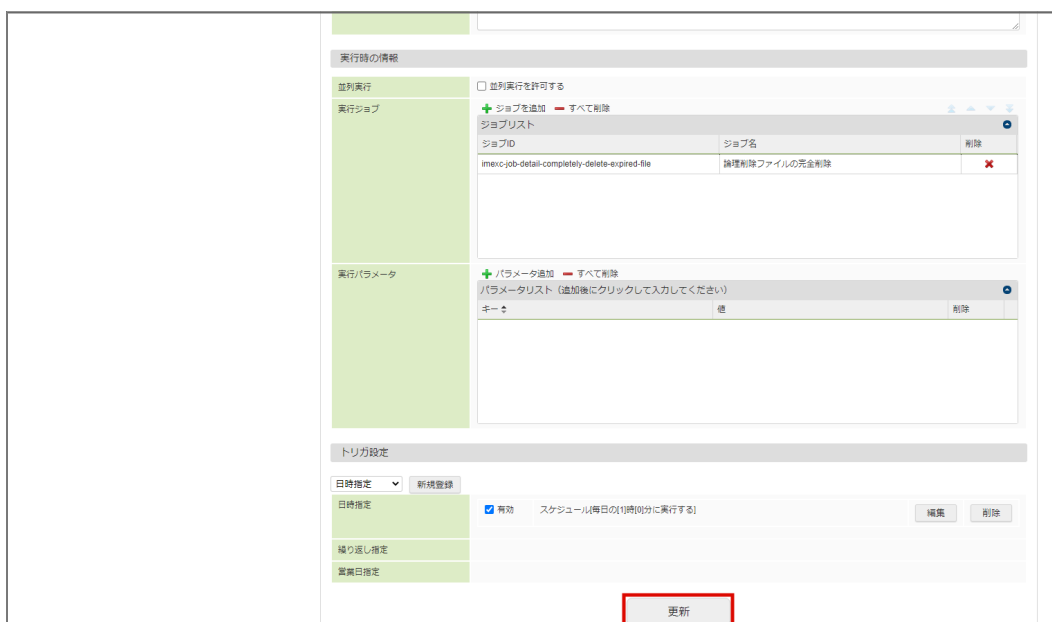 実行時の情報
並列実行 並列実行を許可する
実行ジョブ ジョブを追加 すべて削除
ジョブリスト
ジョブID ジョブ名 削除
imexc-job-detail-completely-delete-expired-file 論理削除ファイルの完全削除
実行パラメータ パラメータ追加 すべて削除
パラメータリスト（追加後にクリックして入力してください）
キー 値 削除
トリガ設定
日時指定 新規登録
日時指定 有効 スケジュール[毎日の[1]時[0]分に実行する] 編集 削除
繰り返し指定
営業日指定
更新